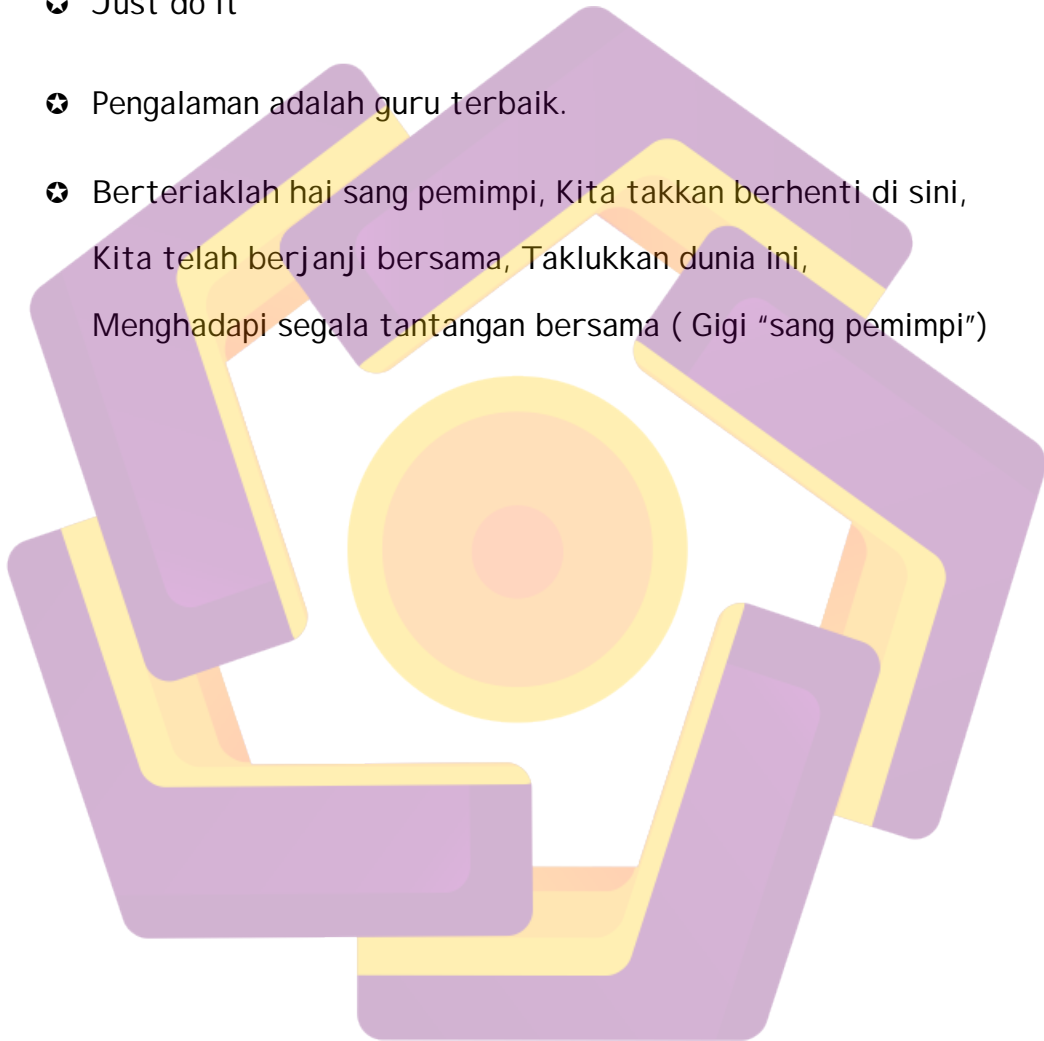 ✪ Just do it
✪ Pengalaman adalah guru terbaik.
✪ Berteriaklah hai sang pemimpi, Kita takkan berhenti di sini,
Kita telah berjanji bersama, Taklukkan dunia ini,
Menghadapi segala tantangan bersama ( Gigi “sang pemimpi”)